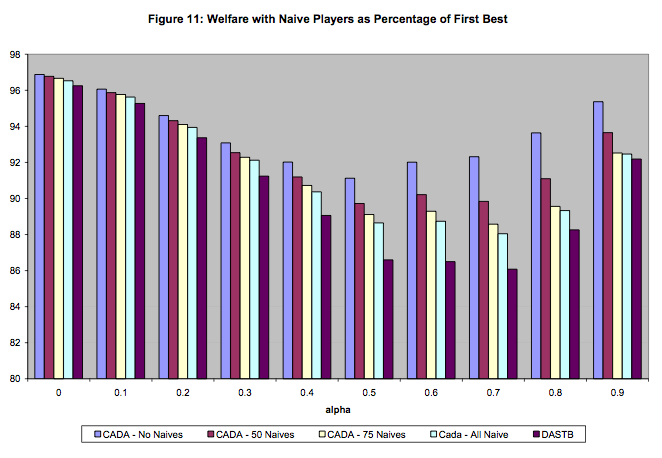 Figure 11: Welfare with Naive Players as Percentage of First Best
98
96
94
92
90
88
86
84
82
80
0 0.1 0.2 0.3 0.4 0.5 0.6 0.7 0.8 0.9
alpha
CADA - No Naives CADA - 50 Naives CADA - 75 Naives Cada - All Naive DASTB